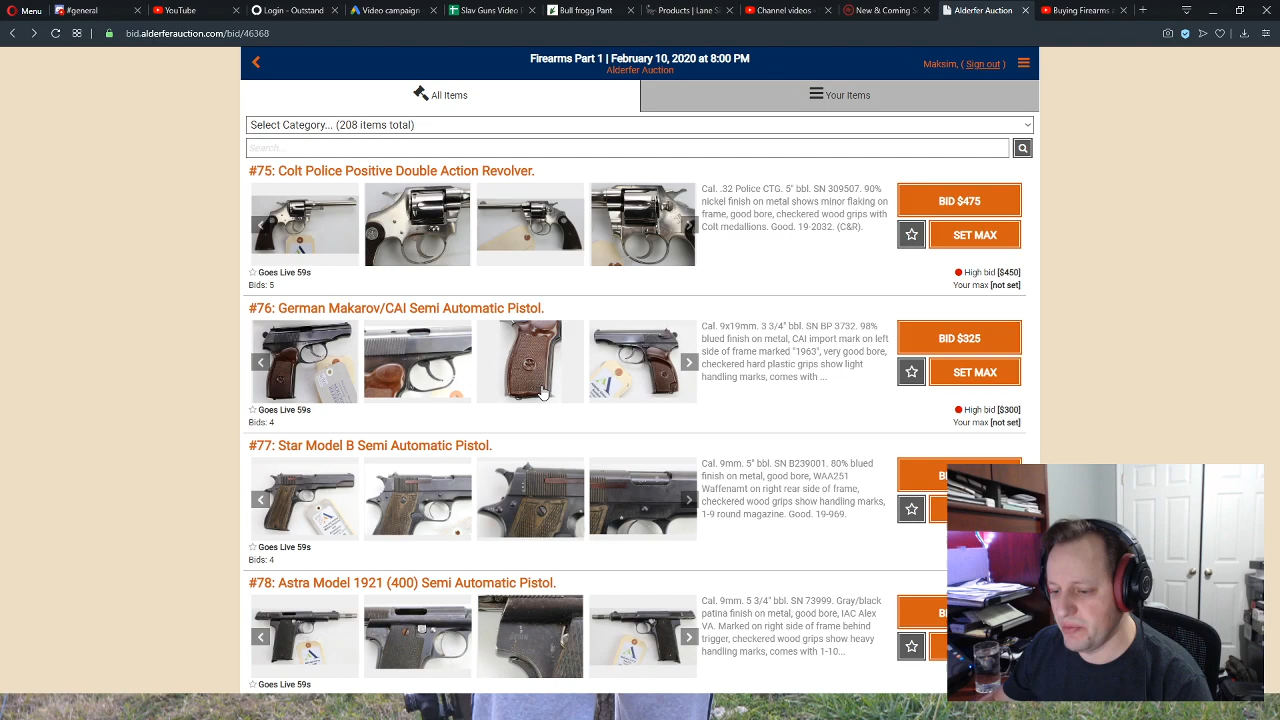 Menu
#general
YouTube
Login - Outstand
Video campaign
Slav Guns Video I
Bull frogg Pant
Products | Lane S
Channel videos -
New & Coming S
Alderfer Auction
Buying Firearms a
bid.alderferauction.com/bid/46368
Firearms Part 1 | February 10, 2020 at 8:00 PM
Alderfer Auction
Maksim, ( Sign out )
All Items
Your Items
Select Category... (208 items total)
Search...
#75: Colt Police Positive Double Action Revolver.
Cal. .32 Police CTG. 5" bbl. SN 309507. 90%
nickel finish on metal shows minor flaking on
frame, good bore, checkered wood grips with
Colt medallions. Good. 19-2032. (C&R).
BID $475
SET MAX
Goes Live 59s
Bids: 5
High bid [$450]
Your max [not set]
#76: German Makarov/CAI Semi Automatic Pistol.
Cal. 9x19mm. 3 3/4" bbl. SN BP 3732. 98%
blued finish on metal, CAI import mark on left
side of frame marked "1963", very good bore,
checkered hard plastic grips show light
handling marks, comes with ...
BID $325
SET MAX
Goes Live 59s
Bids: 4
High bid [$300]
Your max [not set]
#77: Star Model B Semi Automatic Pistol.
Cal. 9mm. 5" bbl. SN B239001. 80% blued
finish on metal, good bore, WAA251
Waffenamt on right rear side of frame,
checkered wood grips show handling marks,
1-9 round magazine. Good. 19-969.
Goes Live 59s
Bids: 4
#78: Astra Model 1921 (400) Semi Automatic Pistol.
Cal. 9mm. 5 3/4" bbl. SN 73999. Gray/black
patina finish on metal, good bore, IAC Alex
VA. Marked on right side of frame behind
trigger, checkered wood grips show heavy
handling marks, comes with 1-10...
Goes Live 59s